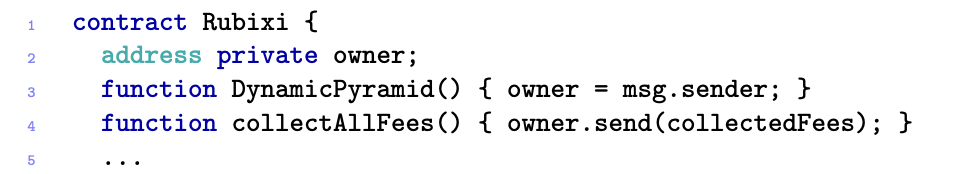 1 contract Rubixi {
2 address private owner;
3 function DynamicPyramid() { owner = msg.sender; }
4 function collectAllFees() { owner.send(collectedFees); }
5 ...